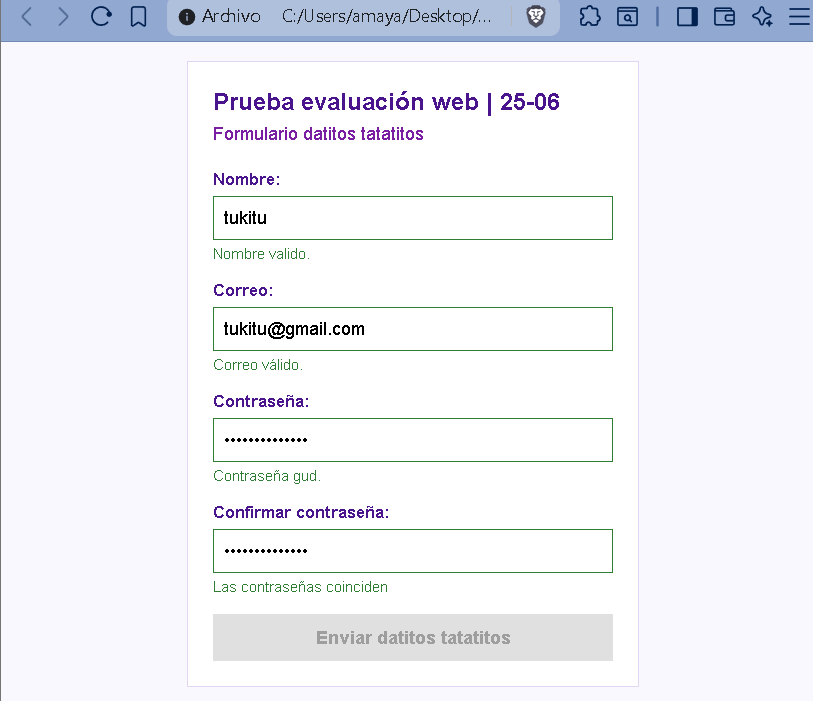 Archivo C:/Users/amaya/Desktop/...
Prueba evaluación web | 25-06
Formulario datitos tatatitos
Nombre:
tukitu
Nombre valido.
Correo:
tukitu@gmail.com
Correo válido.
Contraseña:
••••••••••••••
Contraseña gud.
Confirmar contraseña:
••••••••••••••
Las contraseñas coinciden
Enviar datitos tatatitos